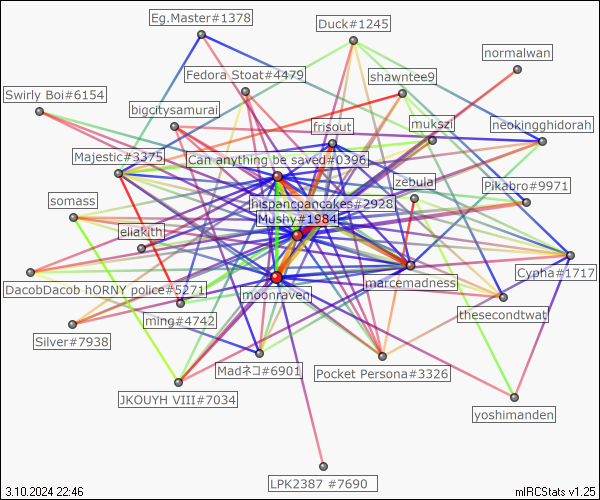 Eg.Master#1378
Duck#1245
normalwan
Fedora Stoat#4479
shawntee9
Swirly Boi#6154
bigcitysamurai
frisout
mukszi
neokingghidorah
Majestic#3375
Can anything be saved#0396
zebula
Pikabro#9971
somass
hispancpancakes#2928
Mushy#1984
eliakith
Cypha#1717
DacobDacob hORNY police#5271
moonraven
marcemadness
thesecondtwat
ming#4742
Silver#7938
Madネコ#6901
Pocket Persona#3326
JKOUYH VIII#7034
yoshimanden
LPK2387 #7690
3.10.2024 22:46
mIRCStats v1.25